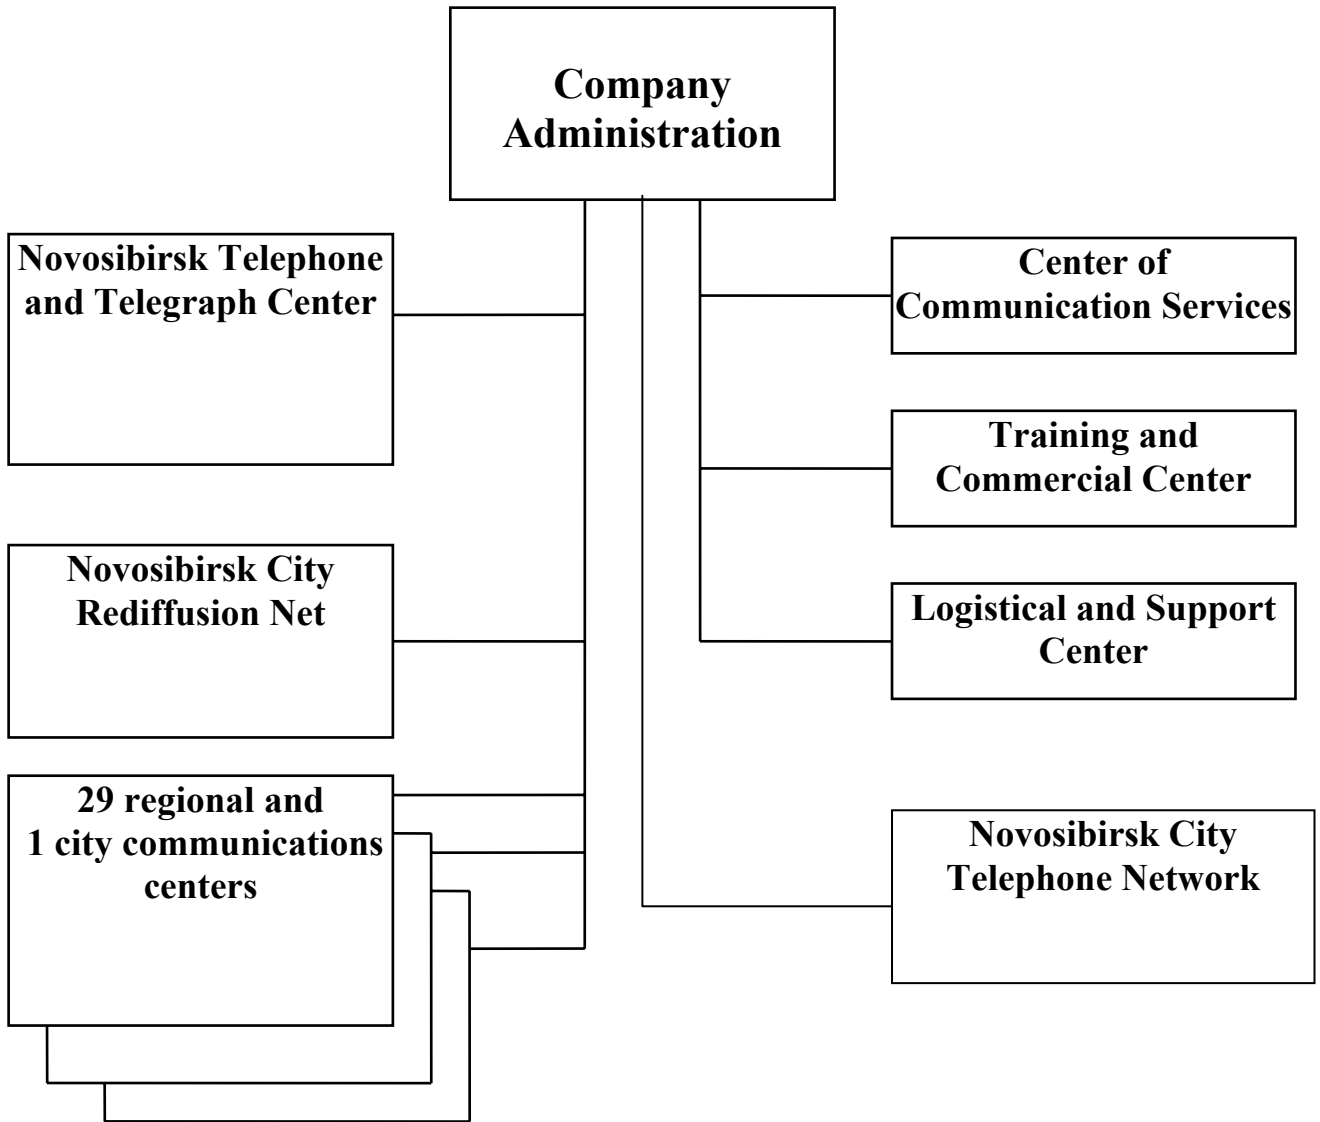 Company
Administration
Novosibirsk Telephone
and Telegraph Center
Novosibirsk City
Rediffusion Net
29 regional and
1 city communications
centers
Center of
Communication Services
Training and
Commercial Center
Logistical and Support
Center
Novosibirsk City
Telephone Network